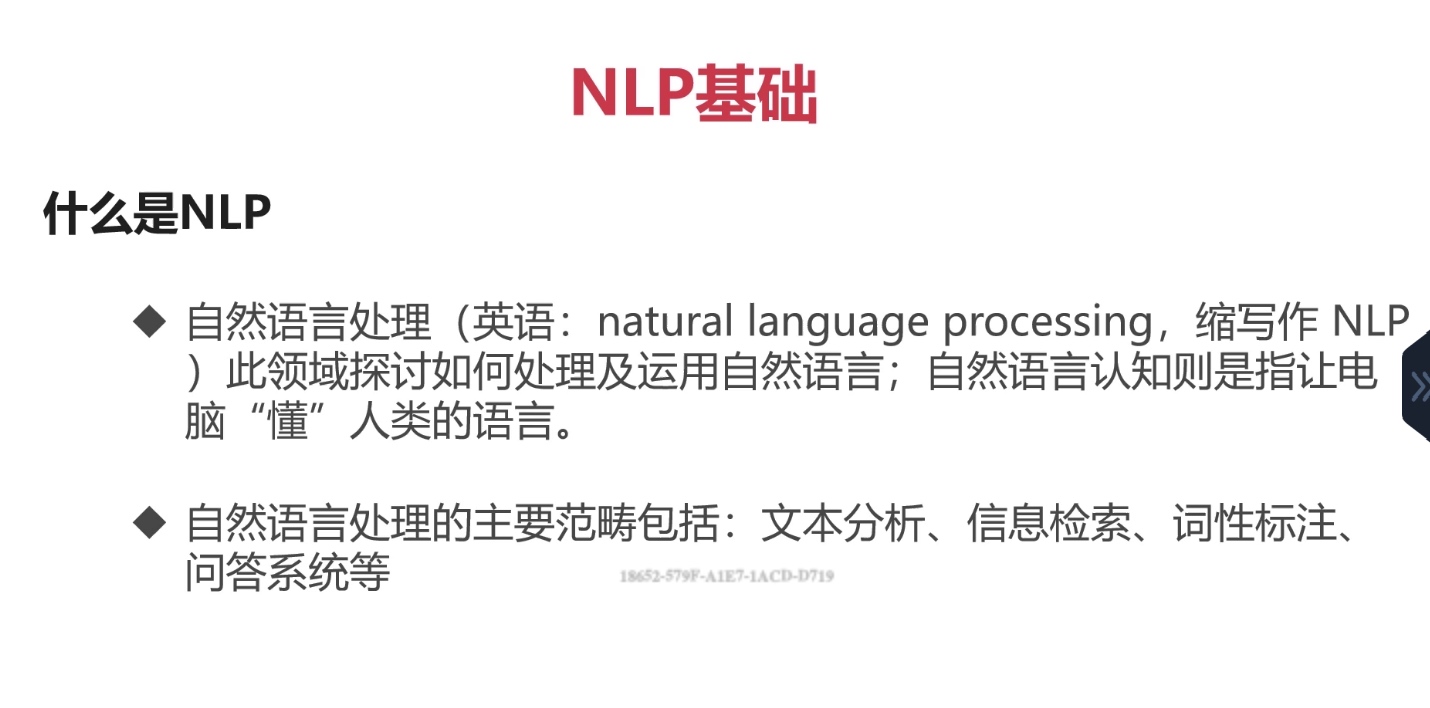 NLP基础
什么是NLP
◆ 自然语言处理（英语：natural language processing，缩写作 NLP
）此领域探讨如何处理及运用自然语言；自然语言认知则是指让电
脑“懂”人类的语言。
◆ 自然语言处理的主要范畴包括：文本分析、信息检索、词性标注、
问答系统等
18652-579F-A1E7-1ACD-D719